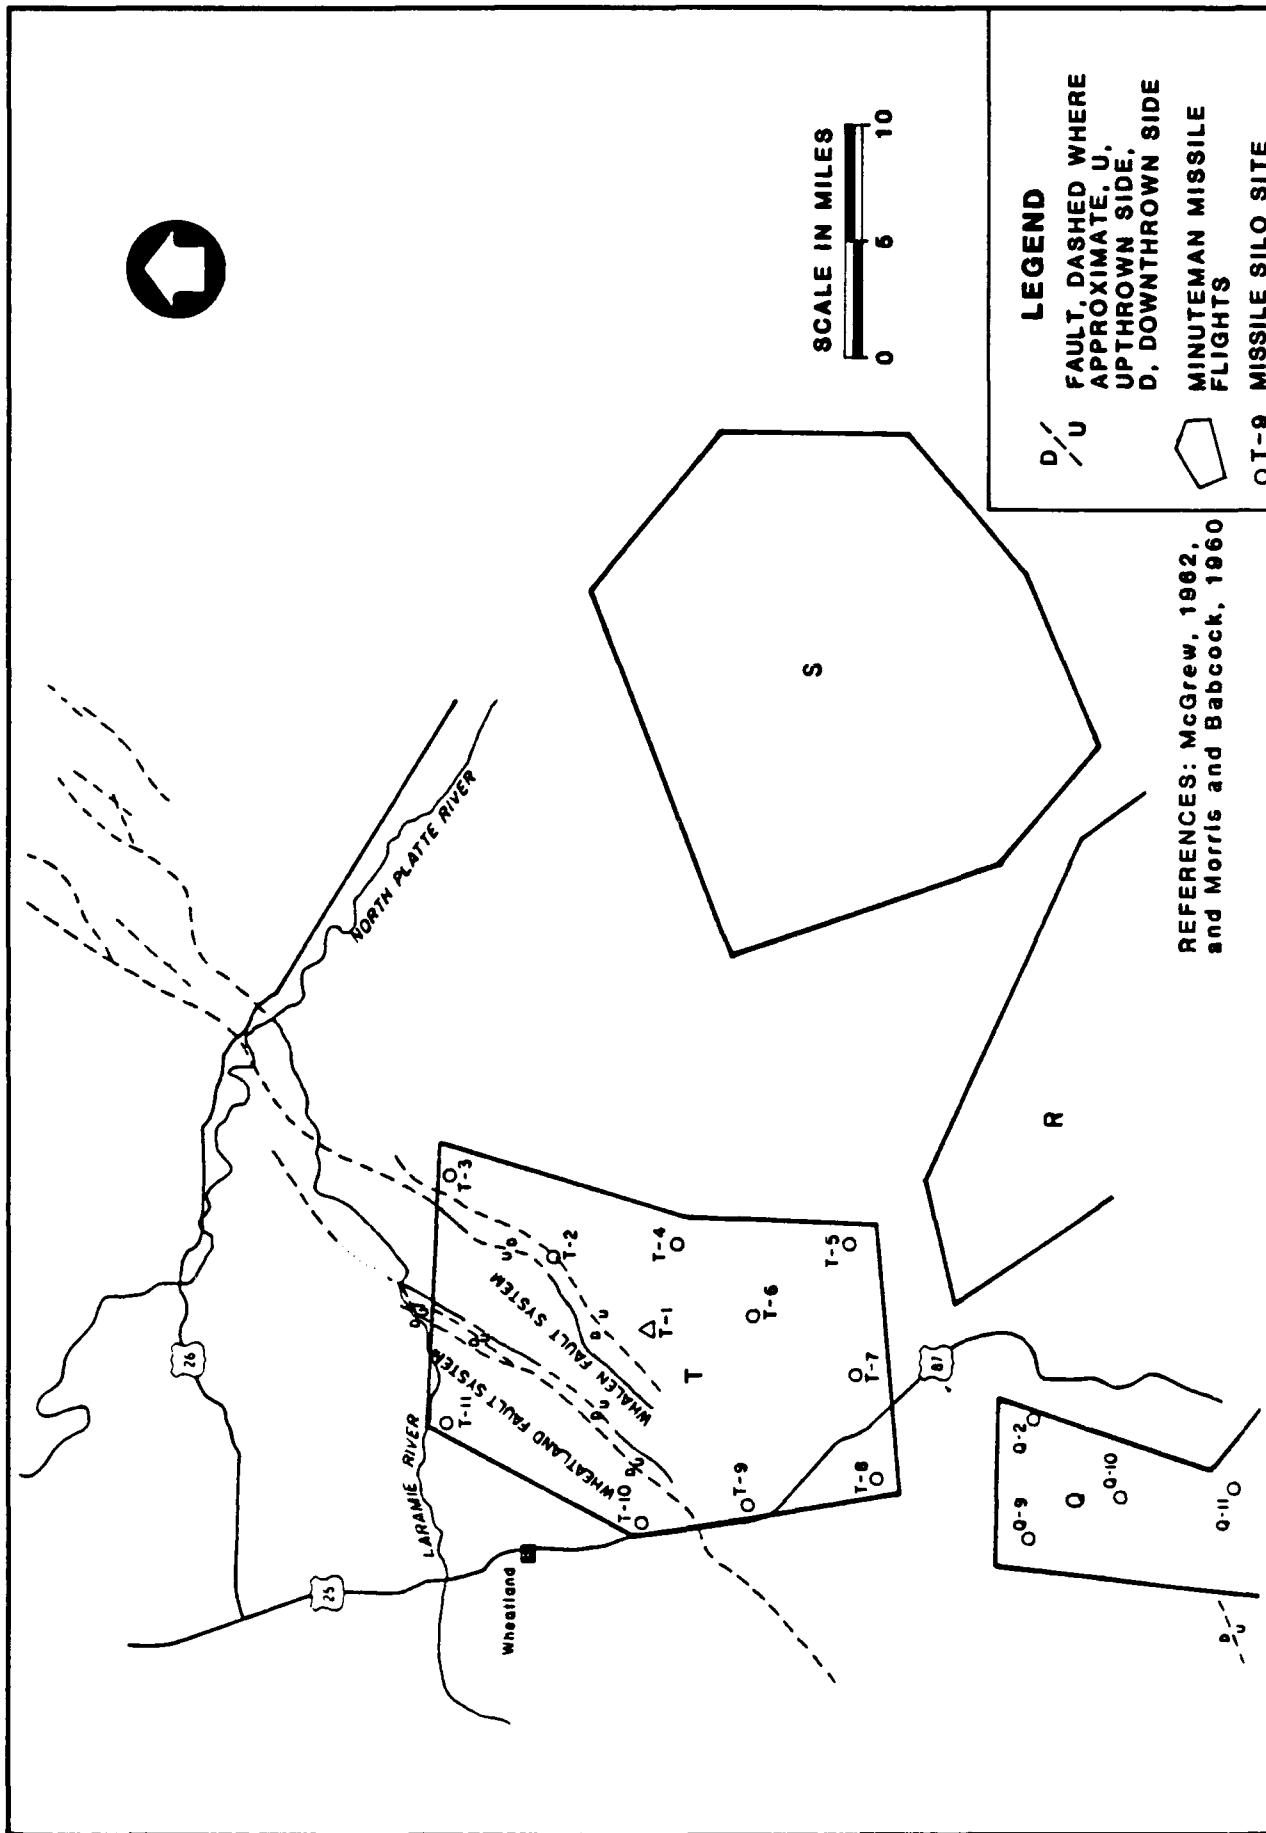 26
25
LARAMIE RIVER
NORTH PLATTE RIVER
Wheatland
WHEATLAND FAULT SYSTEM
WHALEN FAULT SYSTEM
D/U
D/U
D/U
D/U
U D
D U
T-11
T-3
T-2
T-10
T-1
T-4
T
T-9
T-6
T-8
T-7
T-5
87
Q-9
Q-2
Q
Q-10
Q-11
D
U
R
S
SCALE IN MILES
0 5 10
LEGEND
D/U FAULT, DASHED WHERE
APPROXIMATE, U,
UPTHROWN SIDE,
D, DOWNTHROWN SIDE
MINUTEMAN MISSILE
FLIGHTS
T-9 MISSILE SILO SITE
REFERENCES: McGrew, 1962,
and Morris and Babcock, 1960